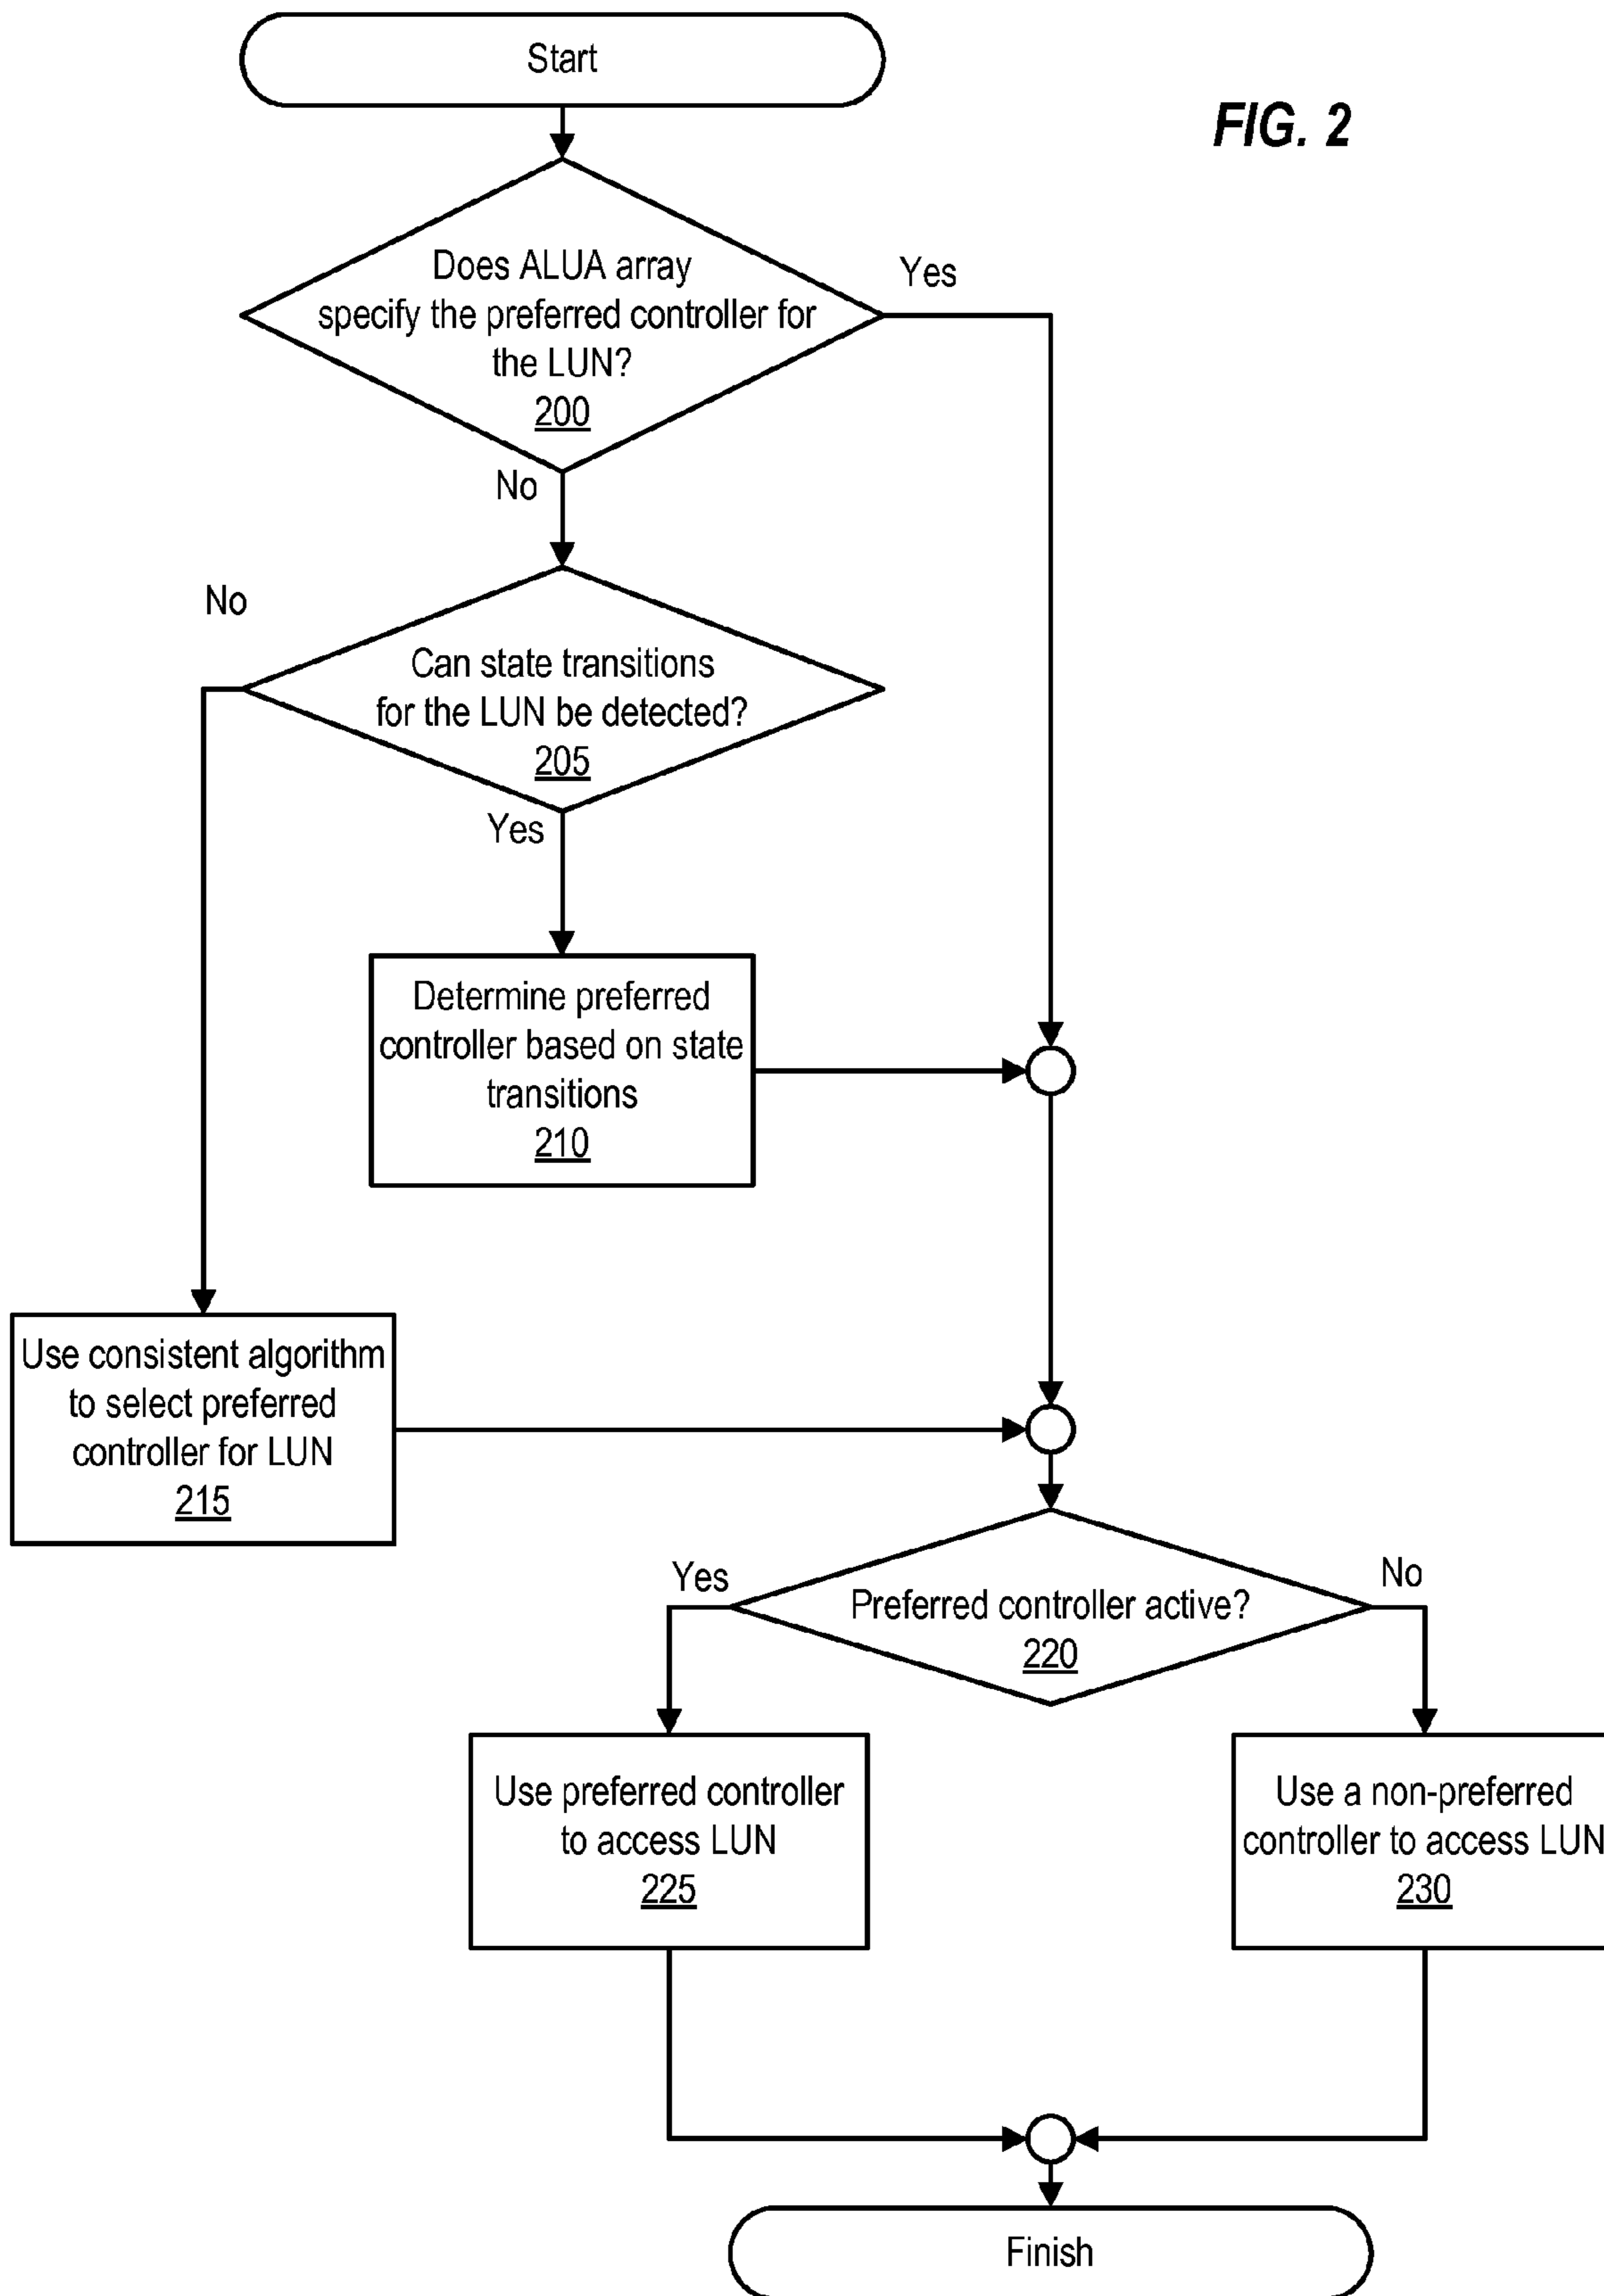 Start
FIG. 2
Does ALUA array
specify the preferred controller for
the LUN?
200
Yes
No
No
Can state transitions
for the LUN be detected?
205
Yes
Determine preferred
controller based on state
transitions
210
Use consistent algorithm
to select preferred
controller for LUN
215
Yes
No
Preferred controller active?
220
Use preferred controller
to access LUN
225
Use a non-preferred
controller to access LUN
230
Finish